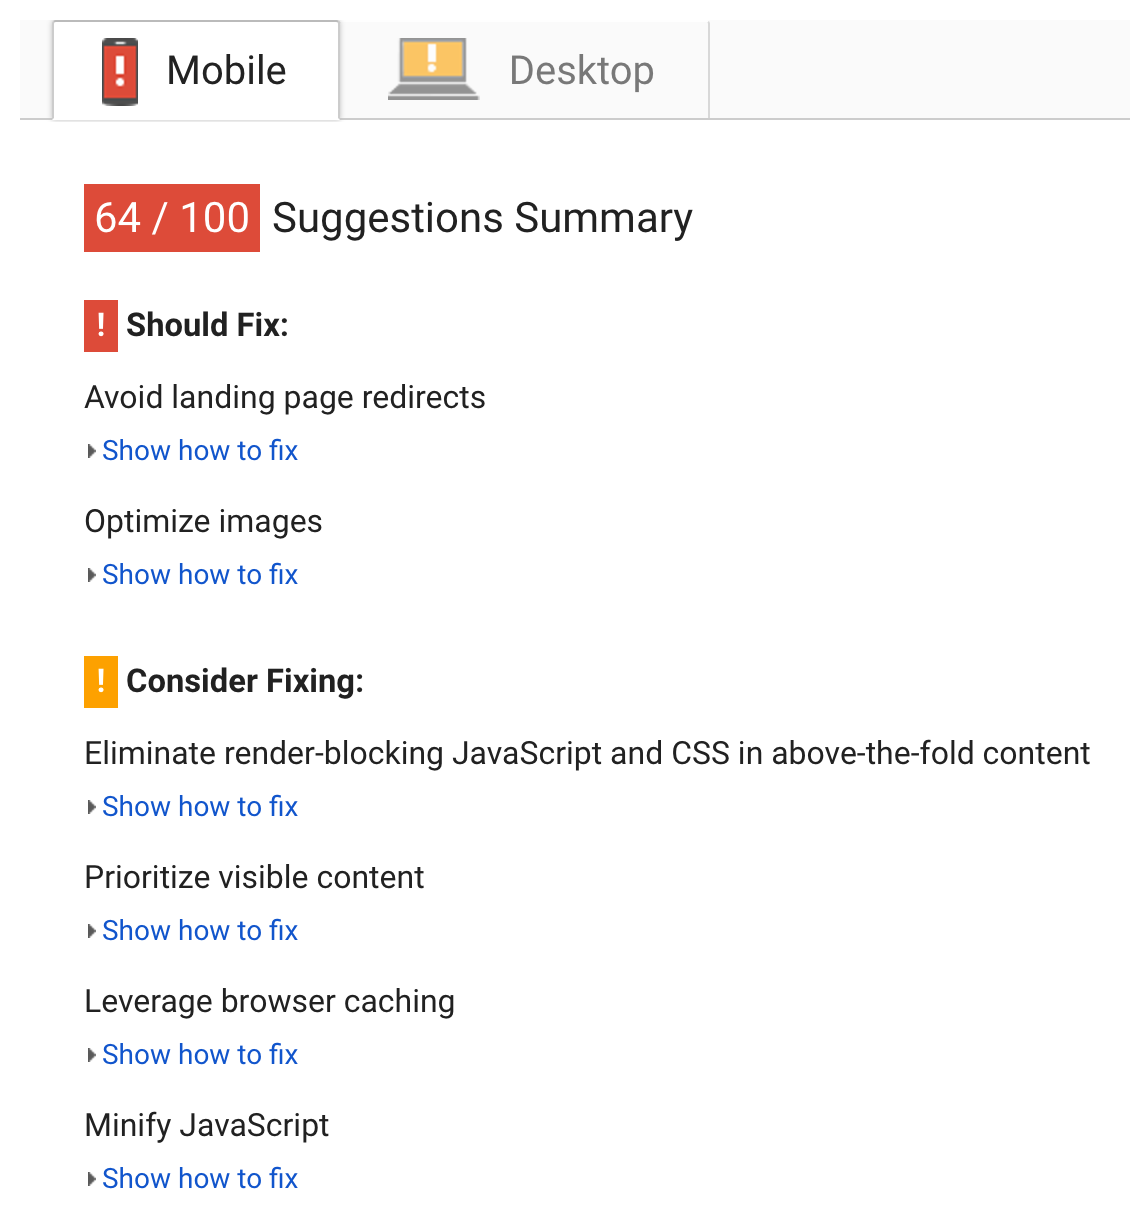 Mobile
Desktop
64 / 100 Suggestions Summary
! Should Fix:
Avoid landing page redirects
Show how to fix
Optimize images
Show how to fix
! Consider Fixing:
Eliminate render-blocking JavaScript and CSS in above-the-fold content
Show how to fix
Prioritize visible content
Show how to fix
Leverage browser caching
Show how to fix
Minify JavaScript
Show how to fix